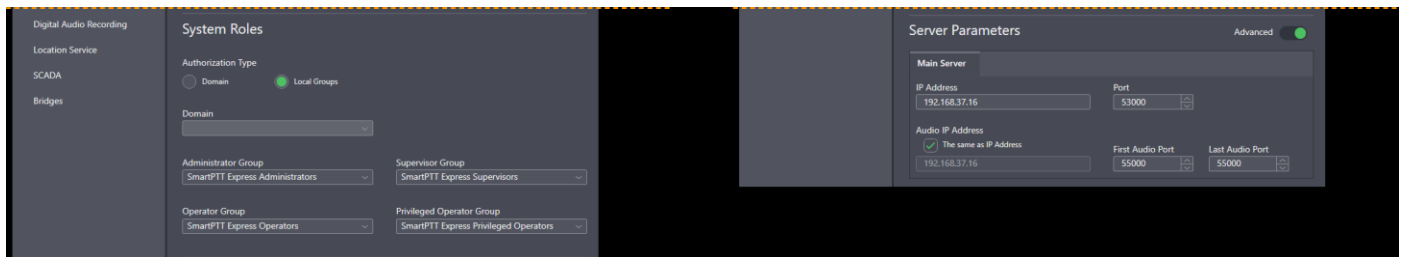 Digital Audio Recording
Location Service
SCADA
Bridges
System Roles
Authorization Type
Domain Local Groups
Domain
Administrator Group Supervisor Group
SmartPTT Express Administrators SmartPTT Express Supervisors
Operator Group Privileged Operator Group
SmartPTT Express Operators SmartPTT Express Privileged Operators
Server Parameters Advanced
Main Server
IP Address Port
192.168.37.16 53000
Audio IP Address
The same as IP Address
First Audio Port Last Audio Port
192.168.37.16 55000 55000